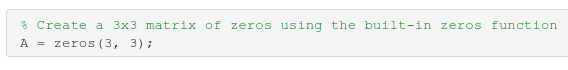 % Create a 3x3 matrix of zeros using the built-in zeros function
A = zeros(3, 3);